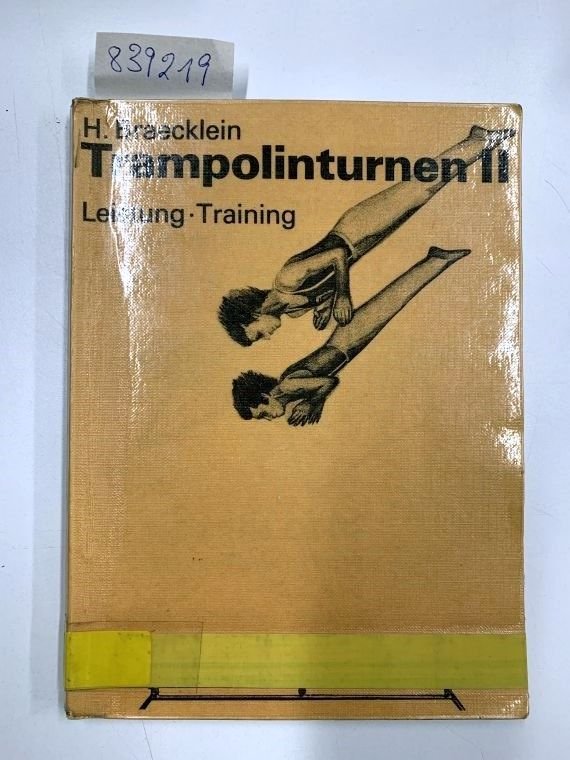 839219
H. Braecklein
Trampolinturnen II
Leistung · Training